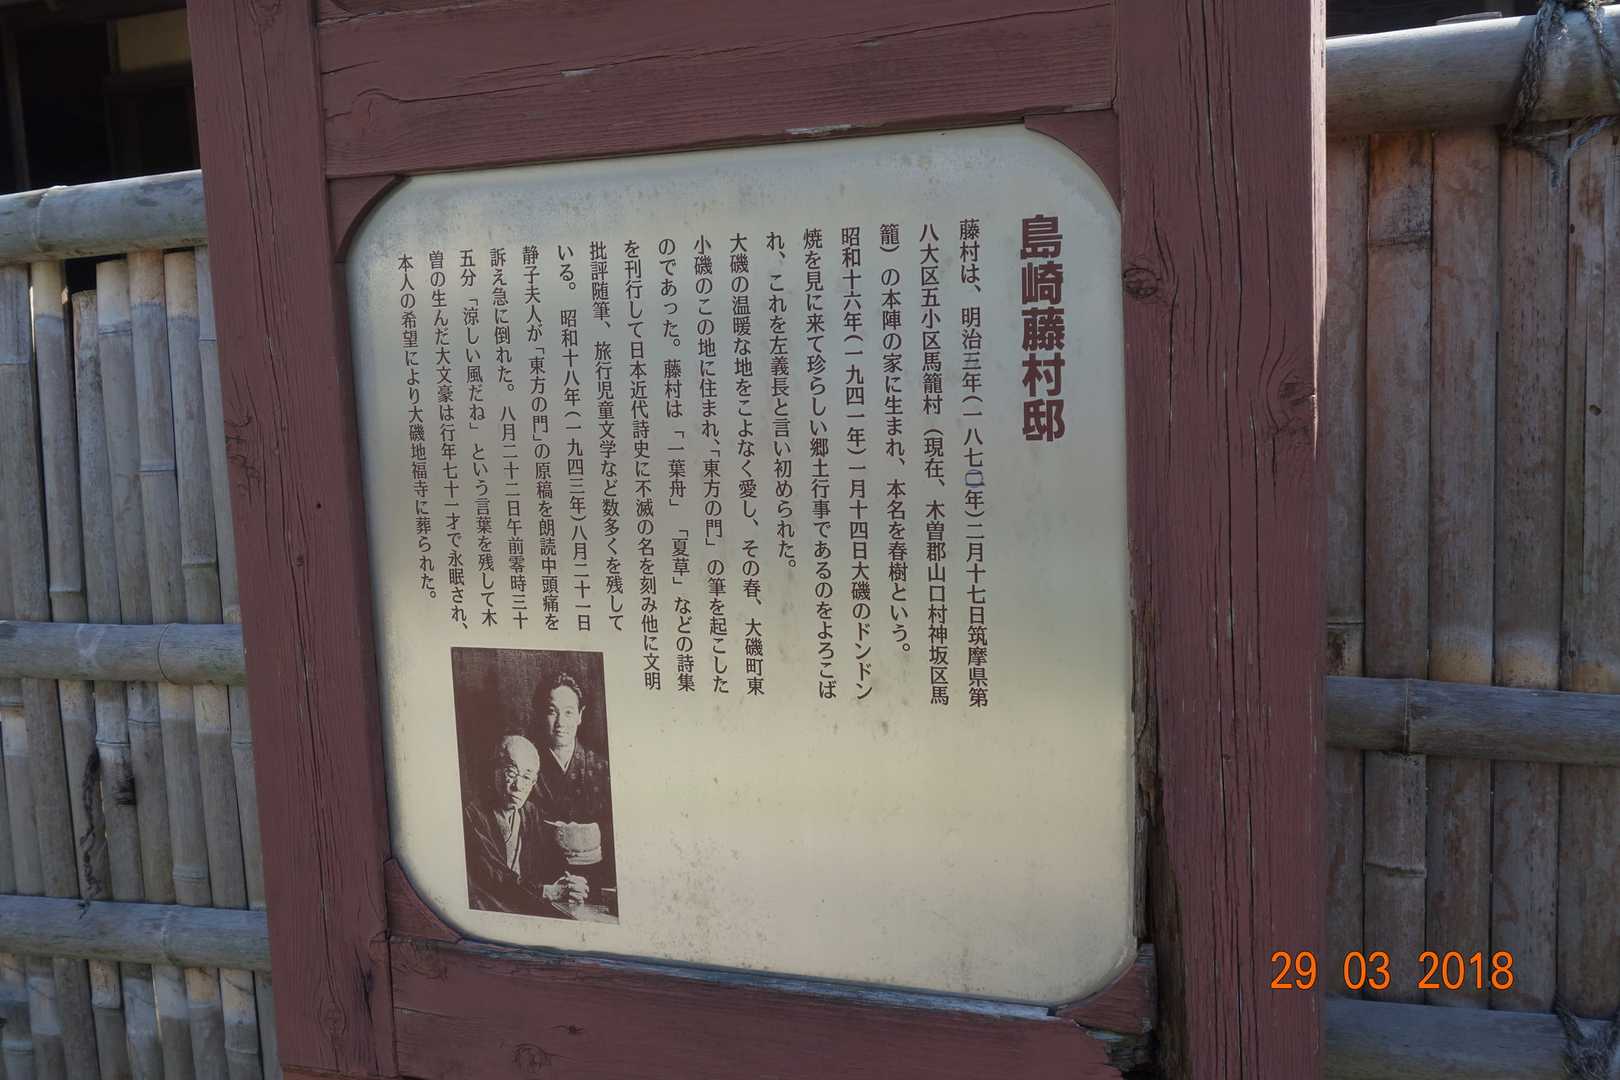 島崎藤村邸
藤村は、明治三年(一八七〇年)二月十七日筑摩県第
八大区五小区馬籠村（現在、木曽郡山口村神坂区馬
籠）の本陣の家に生まれ、本名を春樹という。
昭和十六年(一九四一年)一月十四日大磯のドンドン
焼を見に来て珍らしい郷土行事であるのをよろこば
れ、これを左義長と言い初められた。
大磯の温暖な地をこよなく愛し、その春、大磯町東
小磯のこの地に住まれ、「東方の門」の筆を起こした
のであった。藤村は「一葉舟」「夏草」などの詩集
を刊行して日本近代詩史に不滅の名を刻み他に文明
批評随筆、旅行児童文学など数多くを残して
いる。昭和十八年(一九四三年)八月二十一日
静子夫人が「東方の門」の原稿を朗読中頭痛を
訴え急に倒れた。八月二十二日午前零時三十
五分「涼しい風だね」という言葉を残して木
曽の生んだ大文豪は行年七十一才で永眠され、
本人の希望により大磯地福寺に葬られた。
29 03 2018